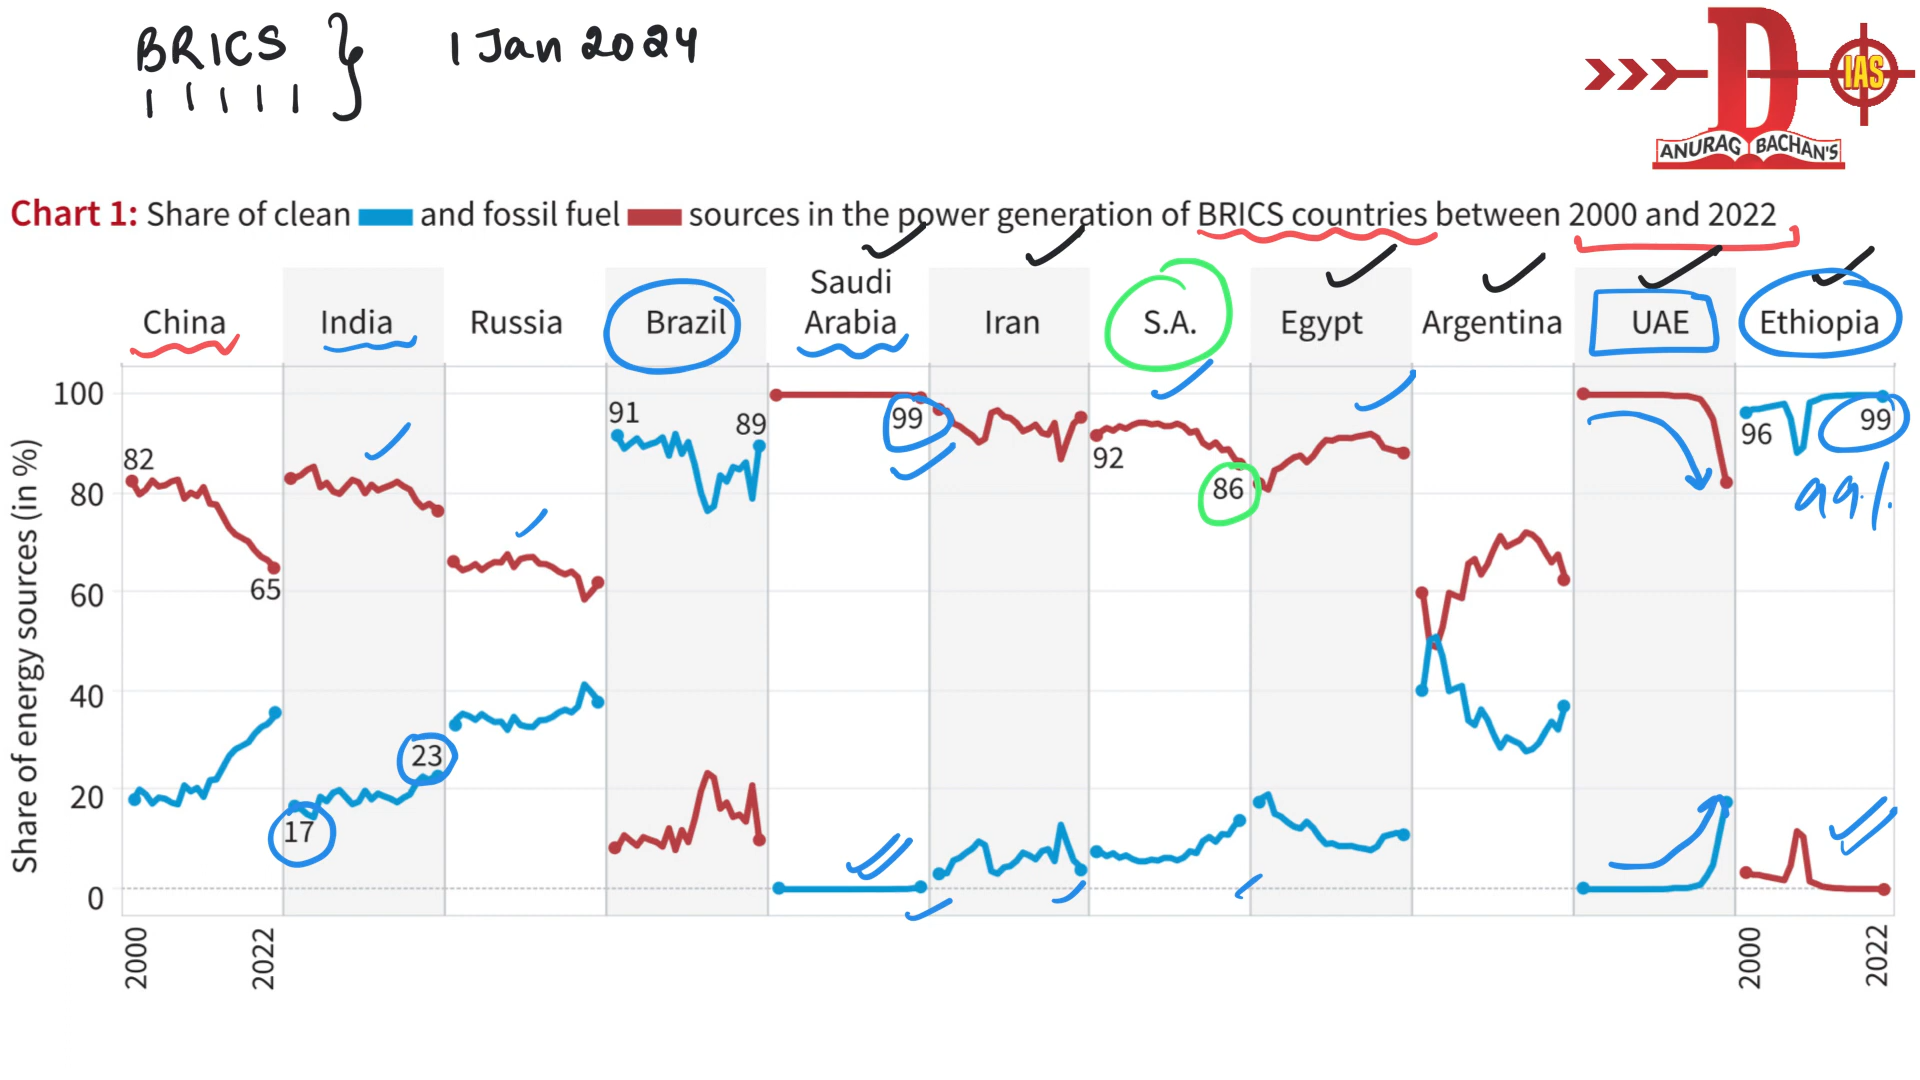 BRICS } 1 Jan 2024
IAS
D
ANURAG BACHAN'S
Chart 1: Share of clean and fossil fuel sources in the power generation of BRICS countries between 2000 and 2022
China India Russia Brazil Saudi Arabia Iran S.A. Egypt Argentina UAE Ethiopia
Share of energy sources (in %)
100
80
60
40
20
0
82
65
17
23
91
89
99
92
86
96
99
99%
2000 2022 2000 2022